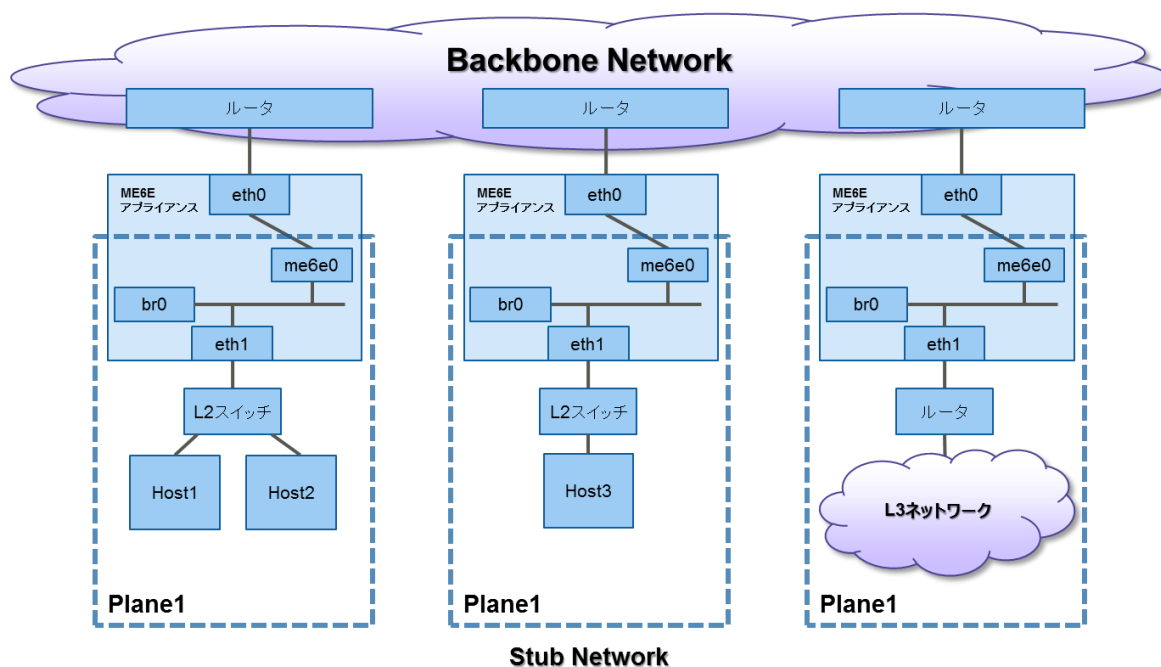 Backbone Network
ルータ
ルータ
ルータ
ME6E
アプライアンス
eth0
me6e0
br0
eth1
L2スイッチ
Host1
Host2
Plane1
ME6E
アプライアンス
eth0
me6e0
br0
eth1
L2スイッチ
Host3
Plane1
ME6E
アプライアンス
eth0
me6e0
br0
eth1
ルータ
L3ネットワーク
Plane1
Stub Network